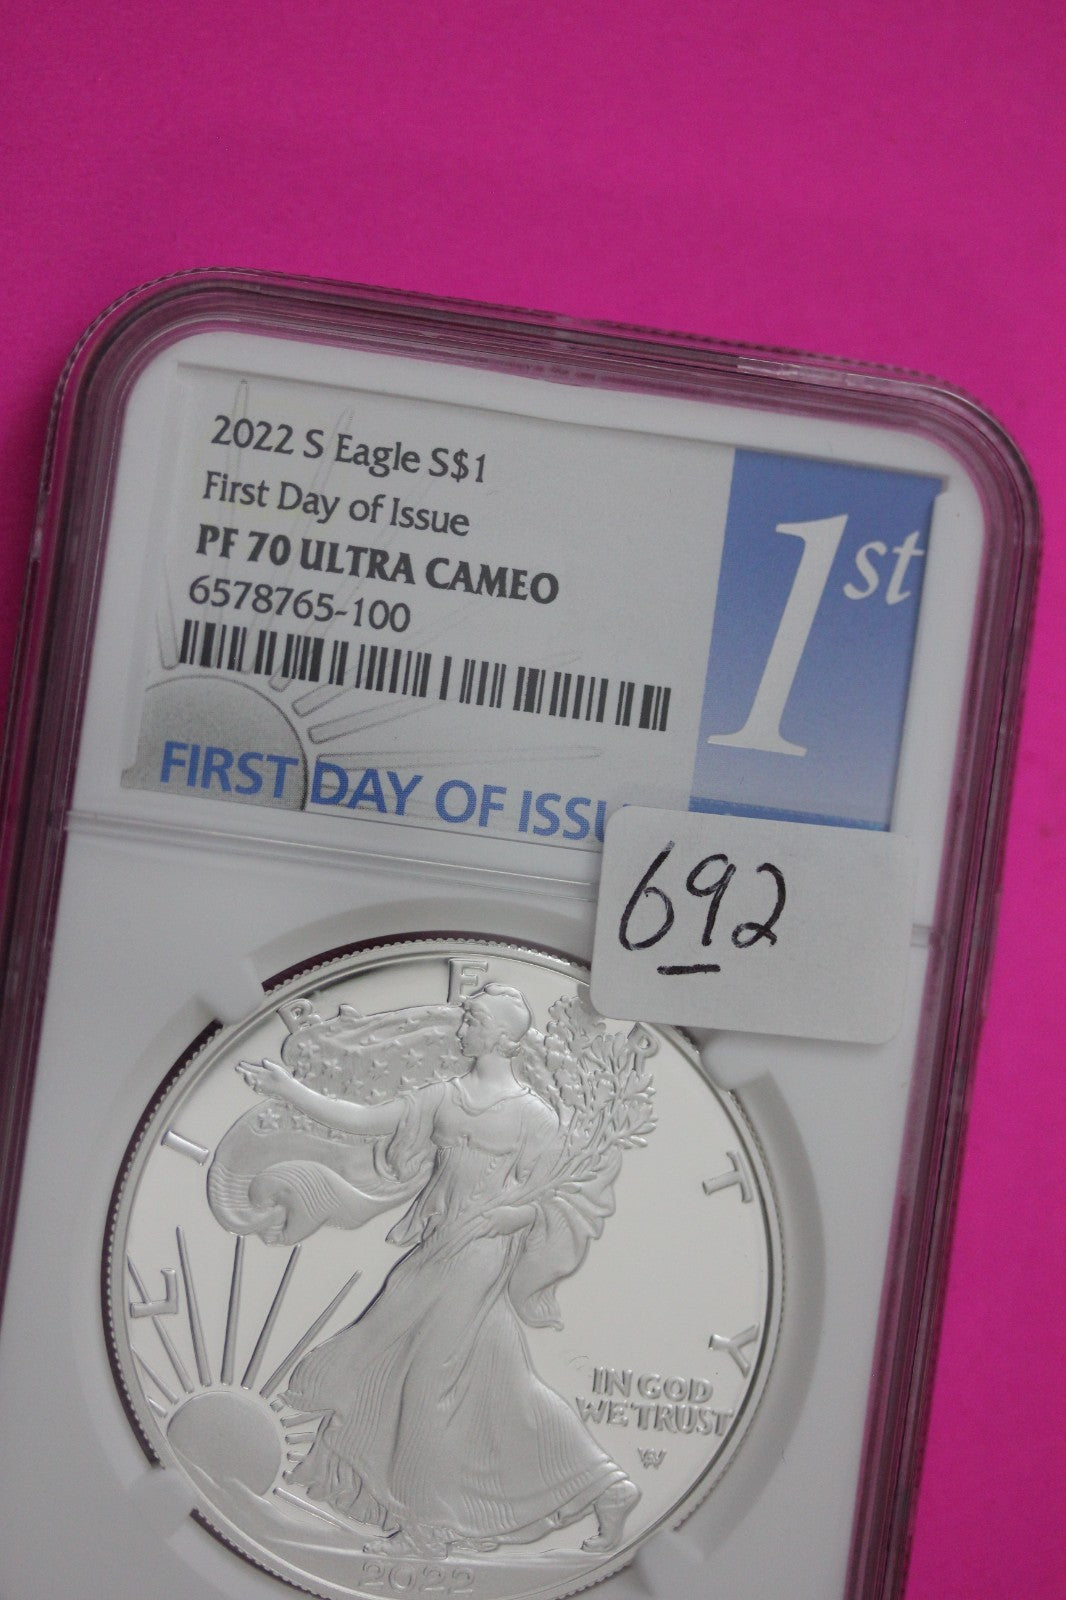 2022 S Eagle S$1
First Day of Issue
PF 70 ULTRA CAMEO
6578765-100
1st
FIRST DAY OF ISSU
692
LIBERTY
IN GOD
WE TRUST
2022